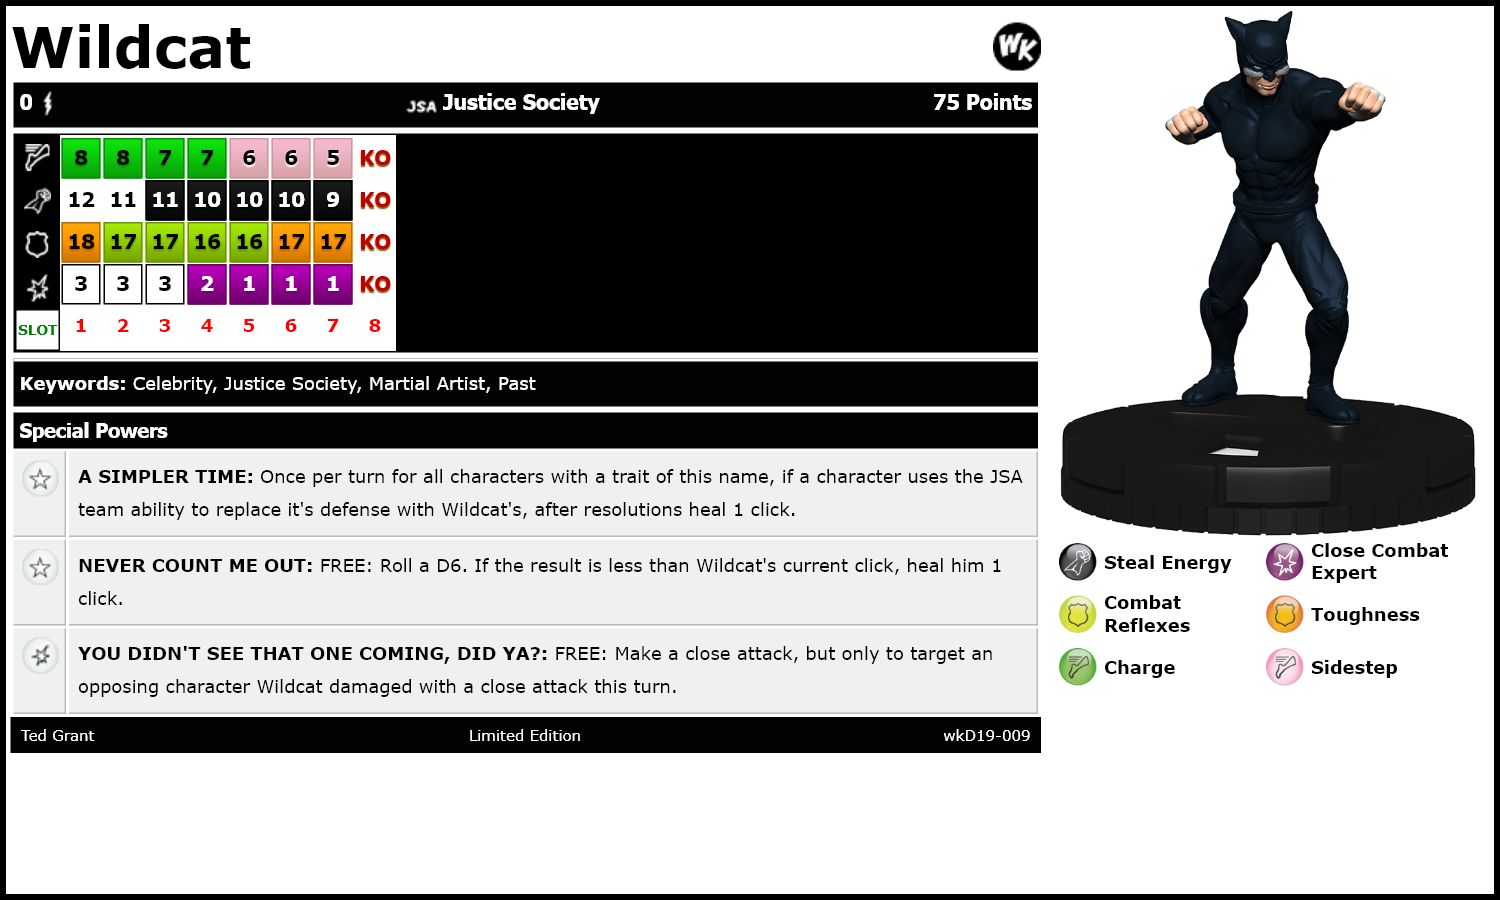 Wildcat
WK
0 JSA Justice Society 75 Points
8 8 7 7 6 6 5 KO
12 11 11 10 10 10 9 KO
18 17 17 16 16 17 17 KO
3 3 3 2 1 1 1 KO
SLOT 1 2 3 4 5 6 7 8
Keywords: Celebrity, Justice Society, Martial Artist, Past
Special Powers
A SIMPLER TIME: Once per turn for all characters with a trait of this name, if a character uses the JSA
team ability to replace it's defense with Wildcat's, after resolutions heal 1 click.
NEVER COUNT ME OUT: FREE: Roll a D6. If the result is less than Wildcat's current click, heal him 1
click.
YOU DIDN'T SEE THAT ONE COMING, DID YA?: FREE: Make a close attack, but only to target an
opposing character Wildcat damaged with a close attack this turn.
Ted Grant Limited Edition wkD19-009
Steal Energy
Close Combat
Expert
Combat
Reflexes
Toughness
Charge
Sidestep